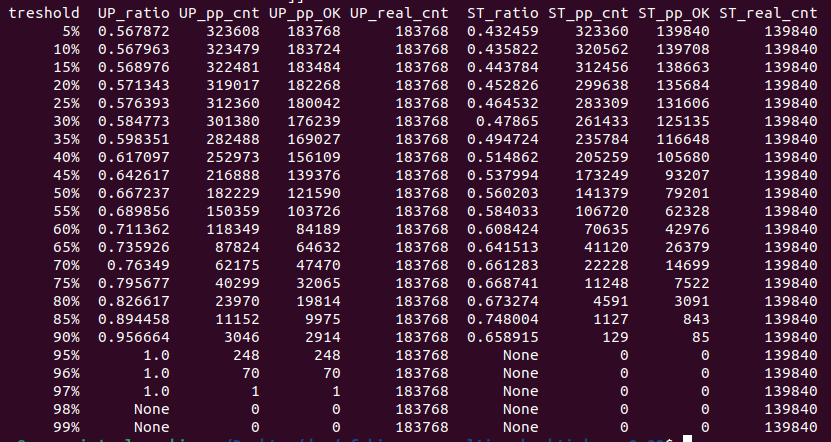 treshold UP_ratio UP_pp_cnt UP_pp_OK UP_real_cnt ST_ratio ST_pp_cnt ST_pp_OK ST_real_cnt
5% 0.567872 323608 183768 183768 0.432459 323360 139840 139840
10% 0.567963 323479 183724 183768 0.435822 320562 139708 139840
15% 0.568976 322481 183484 183768 0.443784 312456 138663 139840
20% 0.571343 319017 182268 183768 0.452826 299638 135684 139840
25% 0.576393 312360 180042 183768 0.464532 283309 131606 139840
30% 0.584773 301380 176239 183768 0.47865 261433 125135 139840
35% 0.598351 282488 169027 183768 0.494724 235784 116648 139840
40% 0.617097 252973 156109 183768 0.514862 205259 105680 139840
45% 0.642617 216888 139376 183768 0.537994 173249 93207 139840
50% 0.667237 182229 121590 183768 0.560203 141379 79201 139840
55% 0.689856 150359 103726 183768 0.584033 106720 62328 139840
60% 0.711362 118349 84189 183768 0.608424 70635 42976 139840
65% 0.735926 87824 64632 183768 0.641513 41120 26379 139840
70% 0.76349 62175 47470 183768 0.661283 22228 14699 139840
75% 0.795677 40299 32065 183768 0.668741 11248 7522 139840
80% 0.826617 23970 19814 183768 0.673274 4591 3091 139840
85% 0.894458 11152 9975 183768 0.748004 1127 843 139840
90% 0.956664 3046 2914 183768 0.658915 129 85 139840
95% 1.0 248 248 183768 None 0 0 139840
96% 1.0 70 70 183768 None 0 0 139840
97% 1.0 1 1 183768 None 0 0 139840
98% None 0 0 183768 None 0 0 139840
99% None 0 0 183768 None 0 0 139840